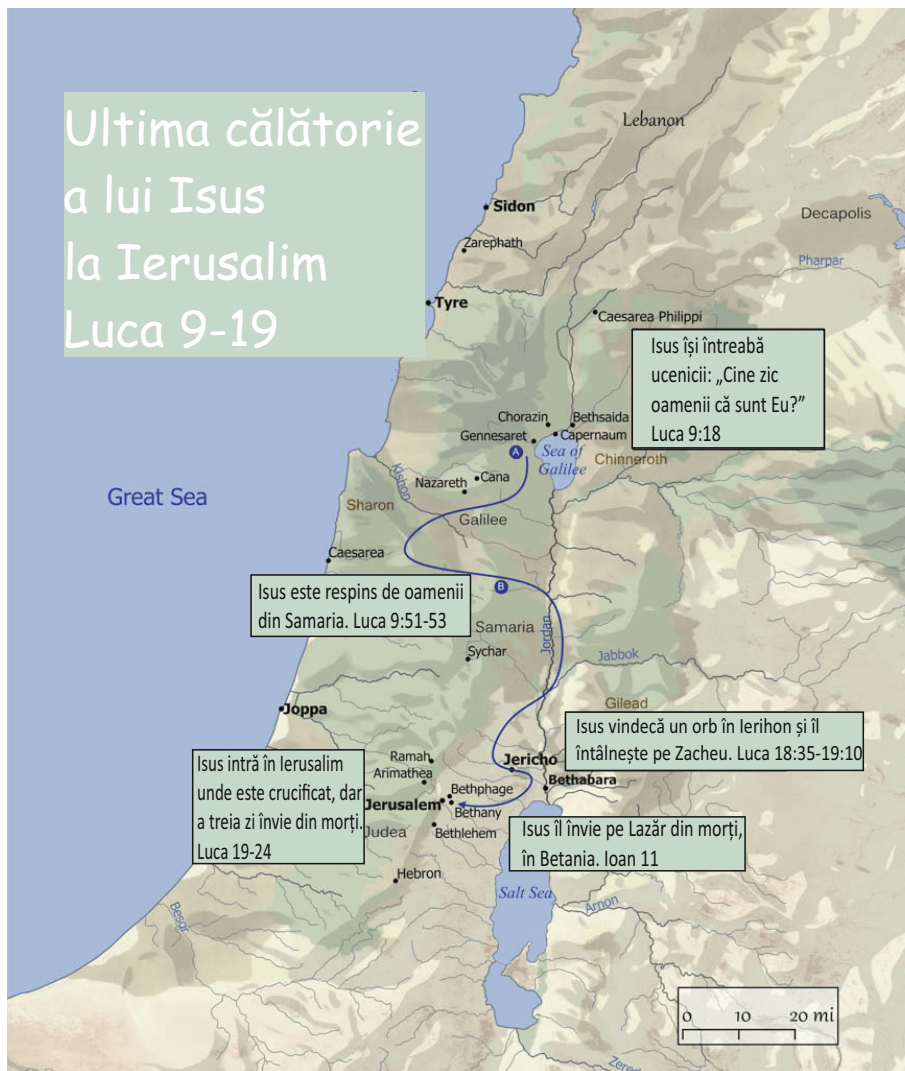 Ultima călătorie
a lui Isus
la Ierusalim
Luca 9-19
Lebanon
Sidon
Zarephath
Decapolis
Pharpar
Tyre
Caesarea Philippi
Isus își întreabă
ucenicii: „Cine zic
oamenii că sunt Eu?”
Luca 9:18
Chorazin
Bethsaida
Gennesaret
Capernaum
A
Sea of
Galilee
Chinneroth
Kishon
Cana
Nazareth
Great Sea
Sharon
Galilee
Caesarea
B
Isus este respins de oamenii
din Samaria. Luca 9:51-53
Samaria
Jordan
Sychar
Jabbok
Joppa
Gilead
Isus vindecă un orb în Ierihon și îl
întâlnește pe Zacheu. Luca 18:35-19:10
Ramah
Arimathea
Jericho
Bethabara
Isus intră în Ierusalim
unde este crucificat, dar
a treia zi învie din morți.
Luca 19-24
Bethphage
Jerusalem
Bethany
Judea
Bethlehem
Isus îl învie pe Lazăr din morți,
în Betania. Ioan 11
Hebron
Salt Sea
Arnon
Besor
0 10 20 mi
Zered